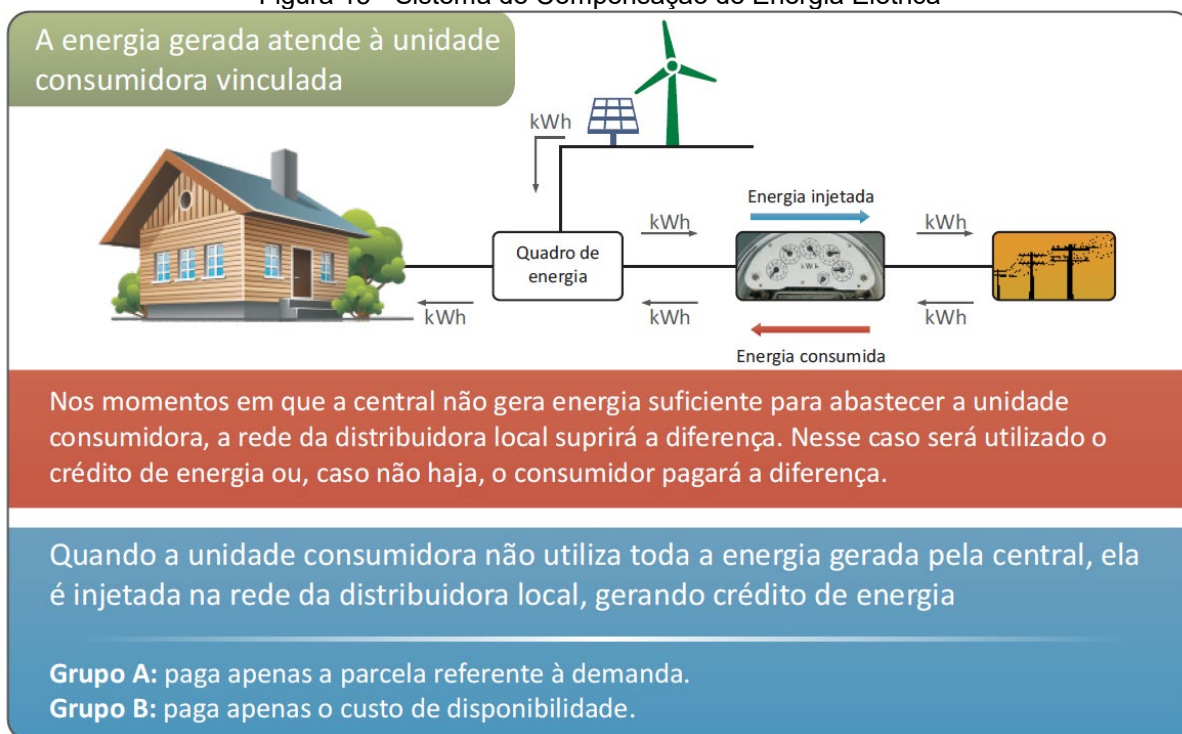 A energia gerada atende à unidade
consumidora vinculada
kWh
Energia injetada
kWh
kWh
Quadro de
energia
kWh
kWh
kWh
kWh
Energia consumida
Nos momentos em que a central não gera energia suficiente para abastecer a unidade
consumidora, a rede da distribuidora local suprirá a diferença. Nesse caso será utilizado o
crédito de energia ou, caso não haja, o consumidor pagará a diferença.
Quando a unidade consumidora não utiliza toda a energia gerada pela central, ela
é injetada na rede da distribuidora local, gerando crédito de energia
Grupo A: paga apenas a parcela referente à demanda.
Grupo B: paga apenas o custo de disponibilidade.